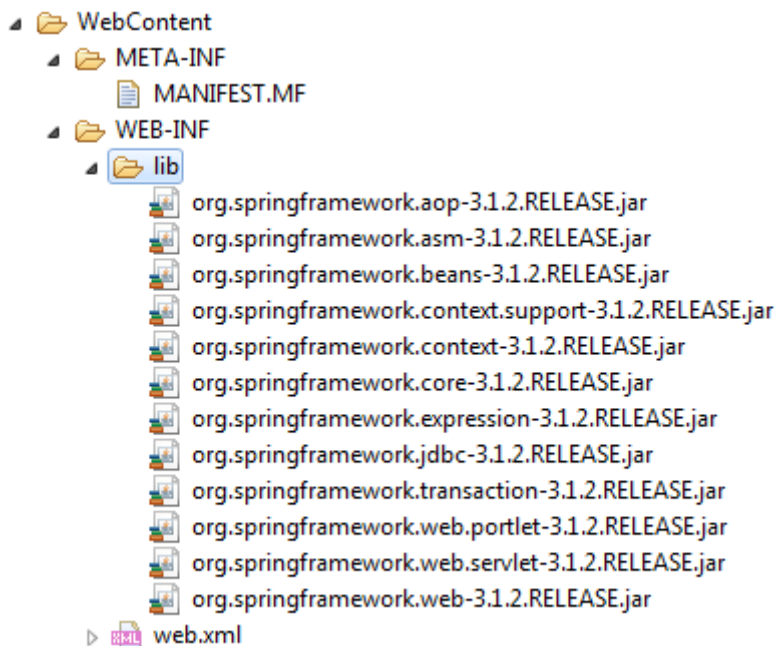 WebContent
META-INF
MANIFEST.MF
WEB-INF
lib
org.springframework.aop-3.1.2.RELEASE.jar
org.springframework.asm-3.1.2.RELEASE.jar
org.springframework.beans-3.1.2.RELEASE.jar
org.springframework.context.support-3.1.2.RELEASE.jar
org.springframework.context-3.1.2.RELEASE.jar
org.springframework.core-3.1.2.RELEASE.jar
org.springframework.expression-3.1.2.RELEASE.jar
org.springframework.jdbc-3.1.2.RELEASE.jar
org.springframework.transaction-3.1.2.RELEASE.jar
org.springframework.web.portlet-3.1.2.RELEASE.jar
org.springframework.web.servlet-3.1.2.RELEASE.jar
org.springframework.web-3.1.2.RELEASE.jar
XML web.xml